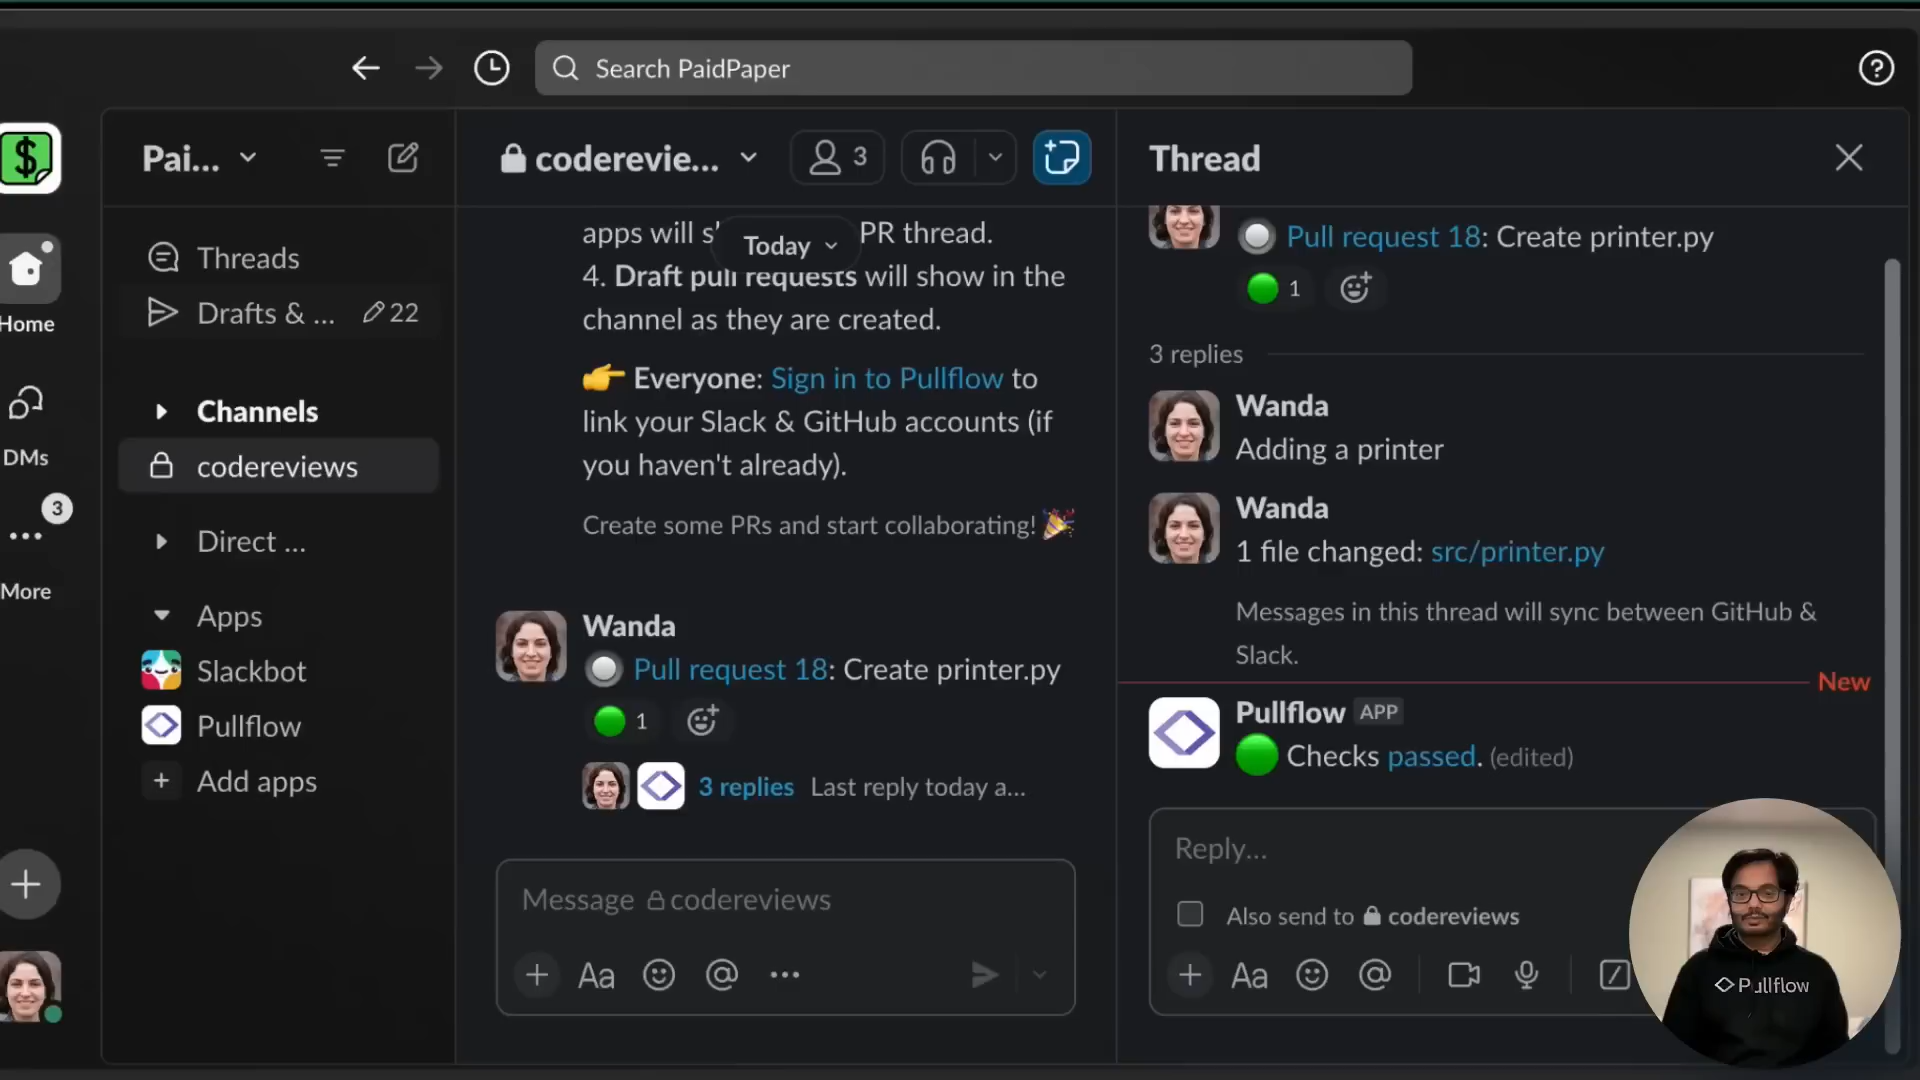 Search PaidPaper
Pai...
Home
DMs
3
More
Threads
Drafts & ... 22
Channels
codereviews
Direct ...
Apps
Slackbot
Pullflow
Add apps
coderevie... 3
Today
apps will s PR thread.
4. Draft pull requests will show in the
channel as they are created.
Everyone: Sign in to Pullflow to
link your Slack & GitHub accounts (if
you haven't already).
Create some PRs and start collaborating!
Wanda
Pull request 18: Create printer.py
1
3 replies Last reply today a...
Message codereviews
Aa
Thread
Pull request 18: Create printer.py
1
3 replies
Wanda
Adding a printer
Wanda
1 file changed: src/printer.py
Messages in this thread will sync between GitHub &
Slack.
New
Pullflow APP
Checks passed. (edited)
Reply...
Also send to codereviews
Aa
Pullflow